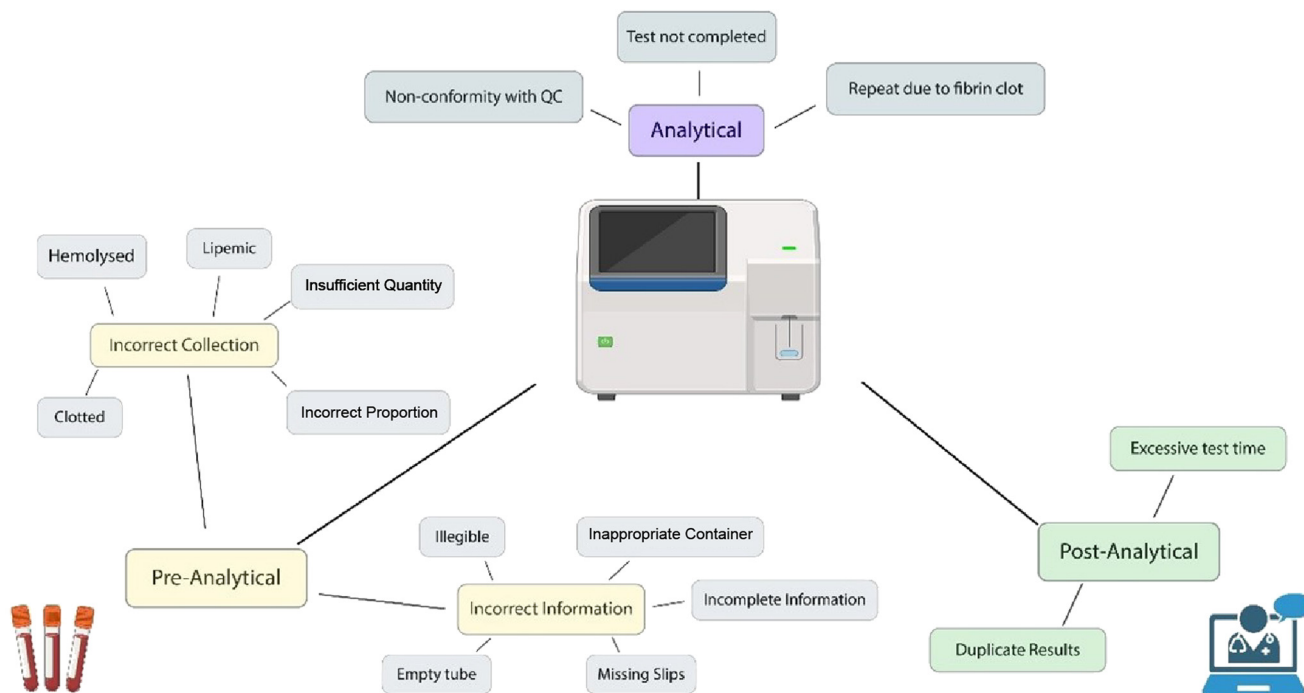 Test not completed
Non-conformity with QC
Repeat due to fibrin clot
Analytical
Hemolysed
Lipemic
Insufficient Quantity
Incorrect Collection
Clotted
Incorrect Proportion
Pre-Analytical
Illegible
Inappropriate Container
Incorrect Information
Incomplete Information
Empty tube
Missing Slips
Excessive test time
Post-Analytical
Duplicate Results